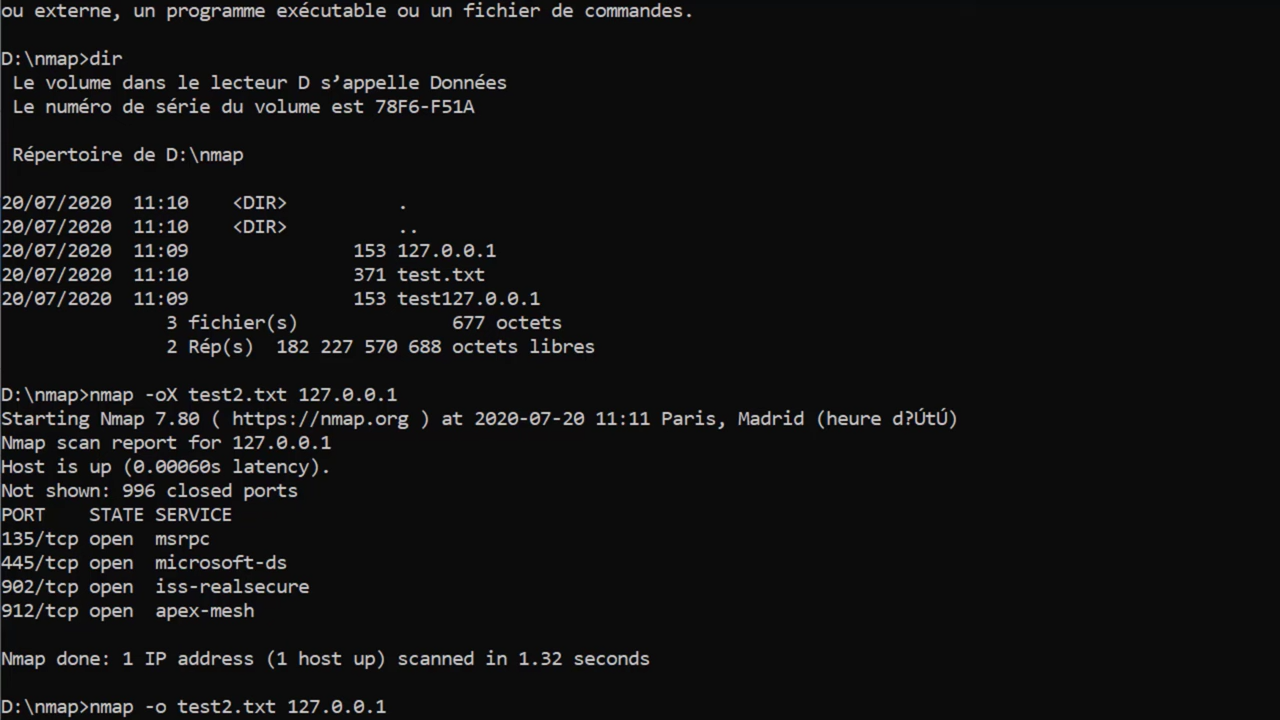 ou externe, un programme exécutable ou un fichier de commandes.
D:\nmap>dir
Le volume dans le lecteur D s’appelle Données
Le numéro de série du volume est 78F6-F51A
Répertoire de D:\nmap
20/07/2020  11:10    <DIR>          .
20/07/2020  11:10    <DIR>          ..
20/07/2020  11:09               153 127.0.0.1
20/07/2020  11:10               371 test.txt
20/07/2020  11:09               153 test127.0.0.1
3 fichier(s)              677 octets
2 Rép(s)  182 227 570 688 octets libres
D:\nmap>nmap -oX test2.txt 127.0.0.1
Starting Nmap 7.80 ( https://nmap.org ) at 2020-07-20 11:11 Paris, Madrid (heure d?ÚtÚ)
Nmap scan report for 127.0.0.1
Host is up (0.00060s latency).
Not shown: 996 closed ports
PORT    STATE SERVICE
135/tcp open  msrpc
445/tcp open  microsoft-ds
902/tcp open  iss-realsecure
912/tcp open  apex-mesh
Nmap done: 1 IP address (1 host up) scanned in 1.32 seconds
D:\nmap>nmap -o test2.txt 127.0.0.1